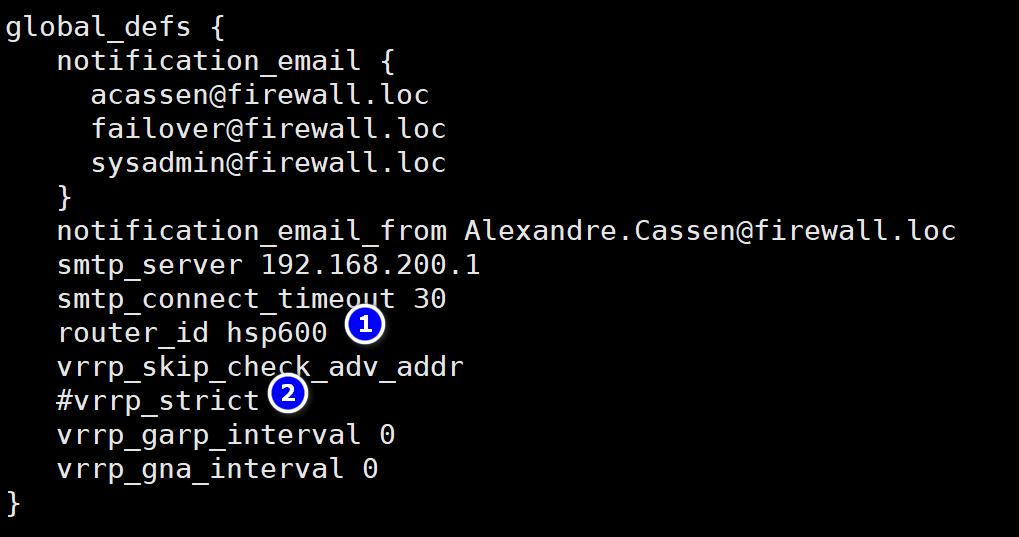 global_defs {
   notification_email {
     acassen@firewall.loc
     failover@firewall.loc
     sysadmin@firewall.loc
   }
   notification_email_from Alexandre.Cassen@firewall.loc
   smtp_server 192.168.200.1
   smtp_connect_timeout 30
   router_id hsp600 1
   vrrp_skip_check_adv_addr
   #vrrp_strict 2
   vrrp_garp_interval 0
   vrrp_gna_interval 0
}